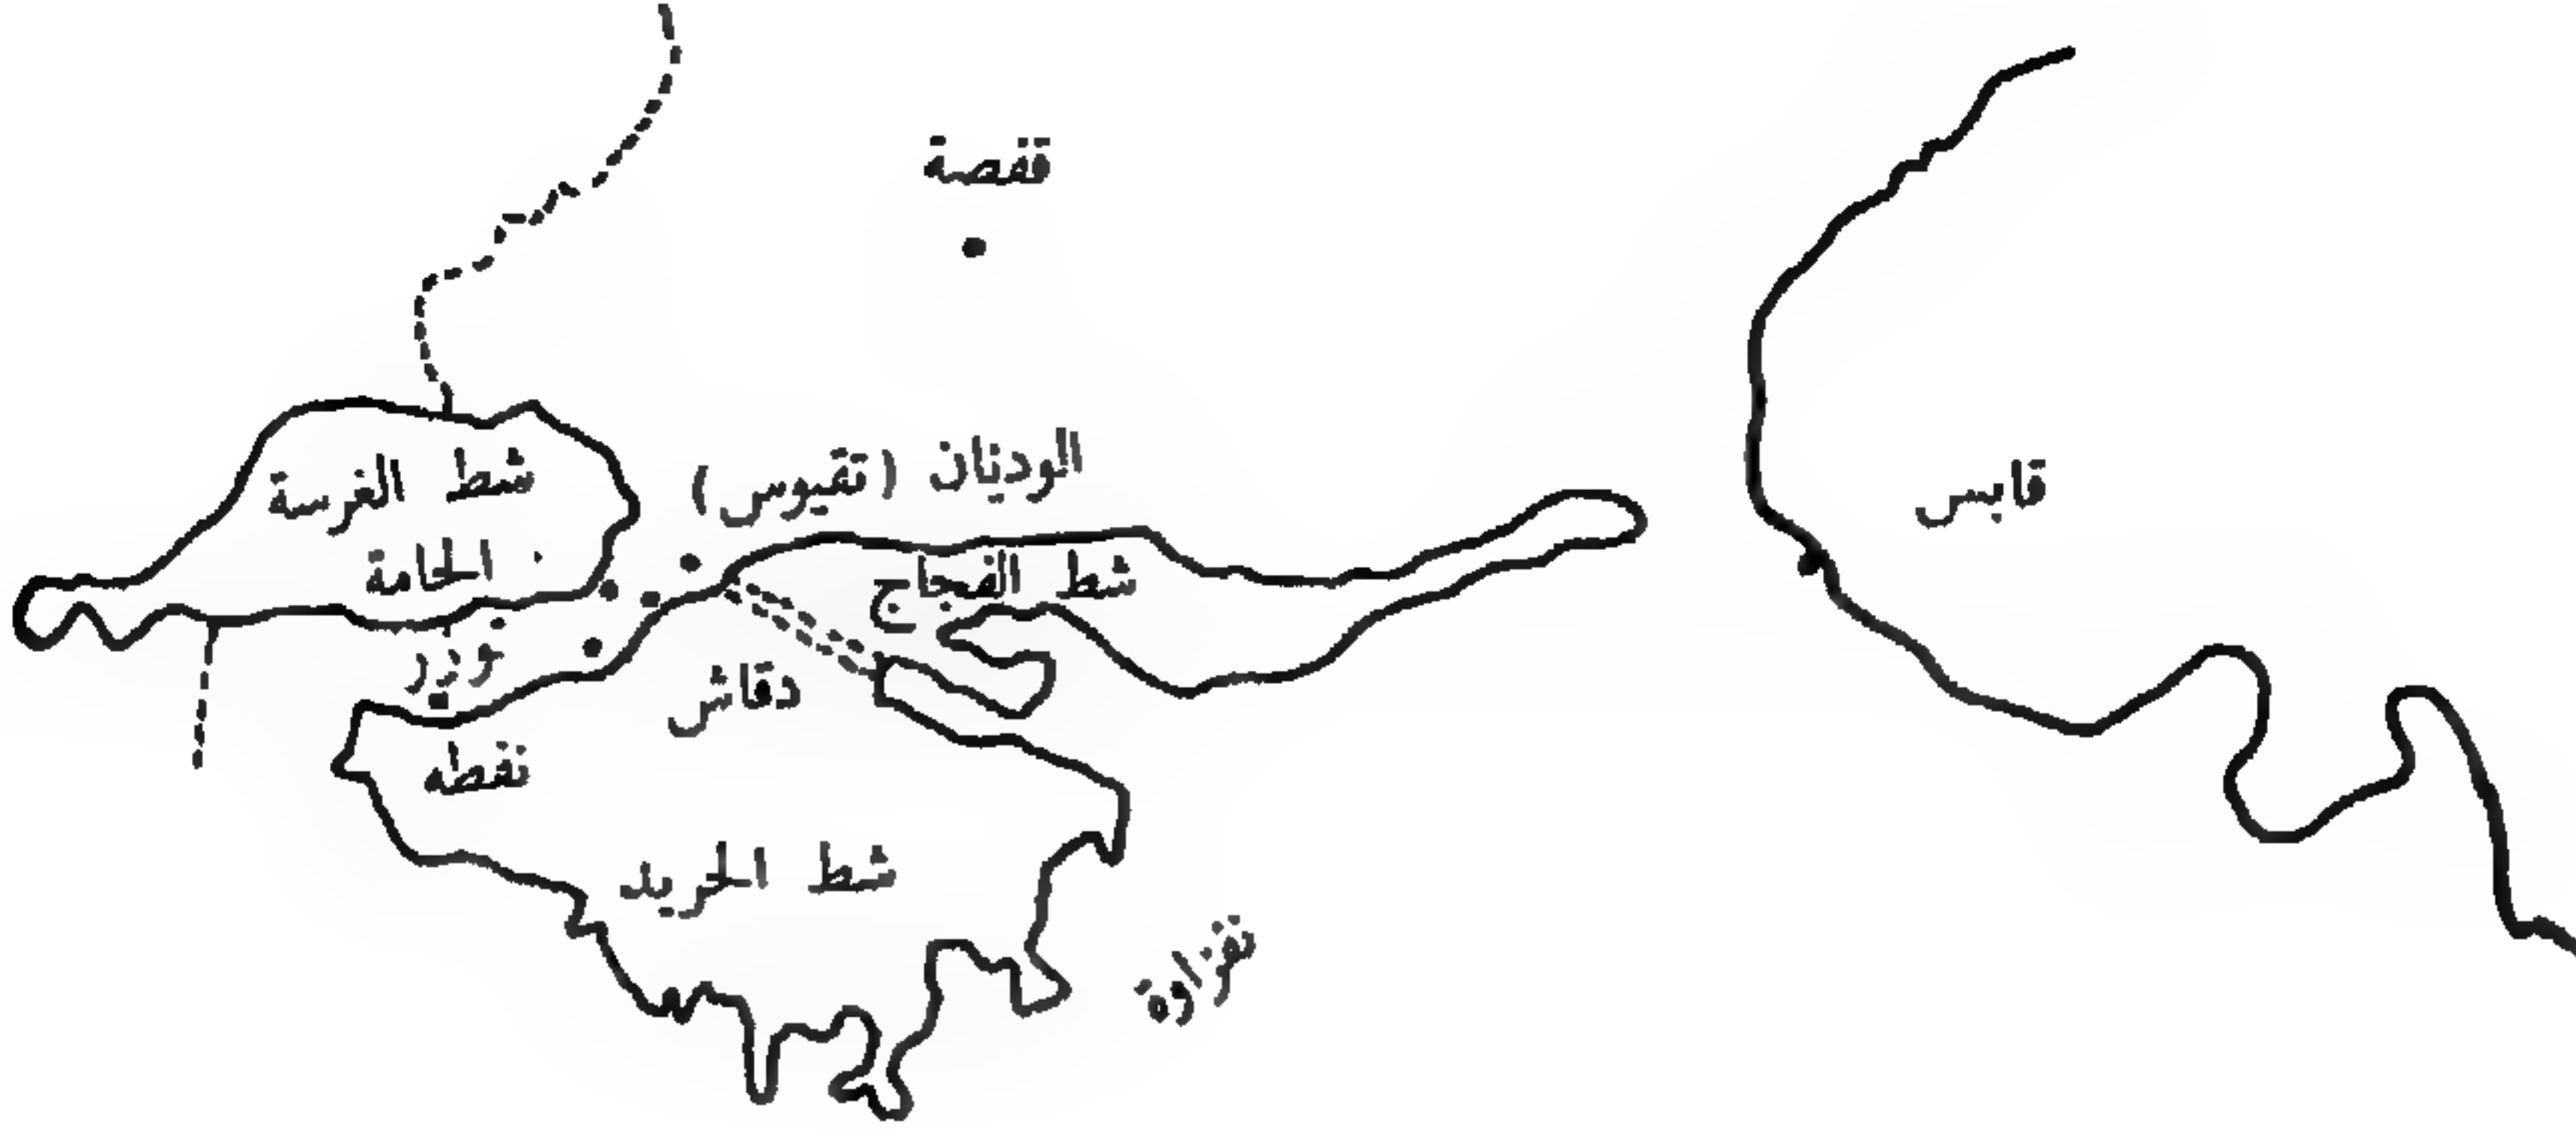 قفصة
الوديان (تقيوس)
قابس
شط الغرسة
الحامة
شط الفجاج
توزر
دقاش
نفطه
شط الجريد
نفزاوة